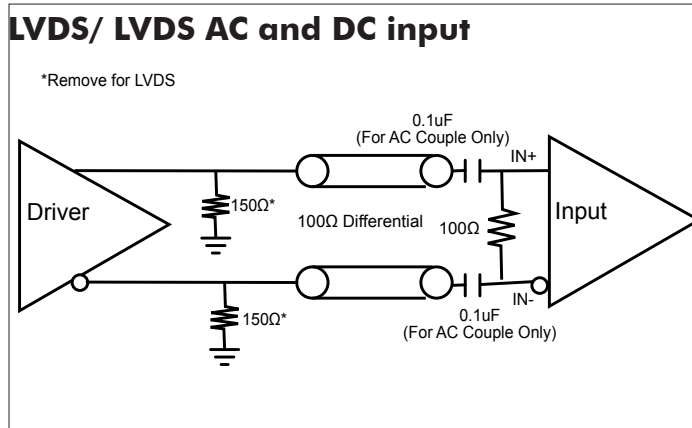 LVDS/ LVDS AC and DC input
*Remove for LVDS
0.1uF
(For AC Couple Only)
IN+
Driver
150Ω*
100Ω Differential
100Ω
Input
150Ω*
IN-
0.1uF
(For AC Couple Only)